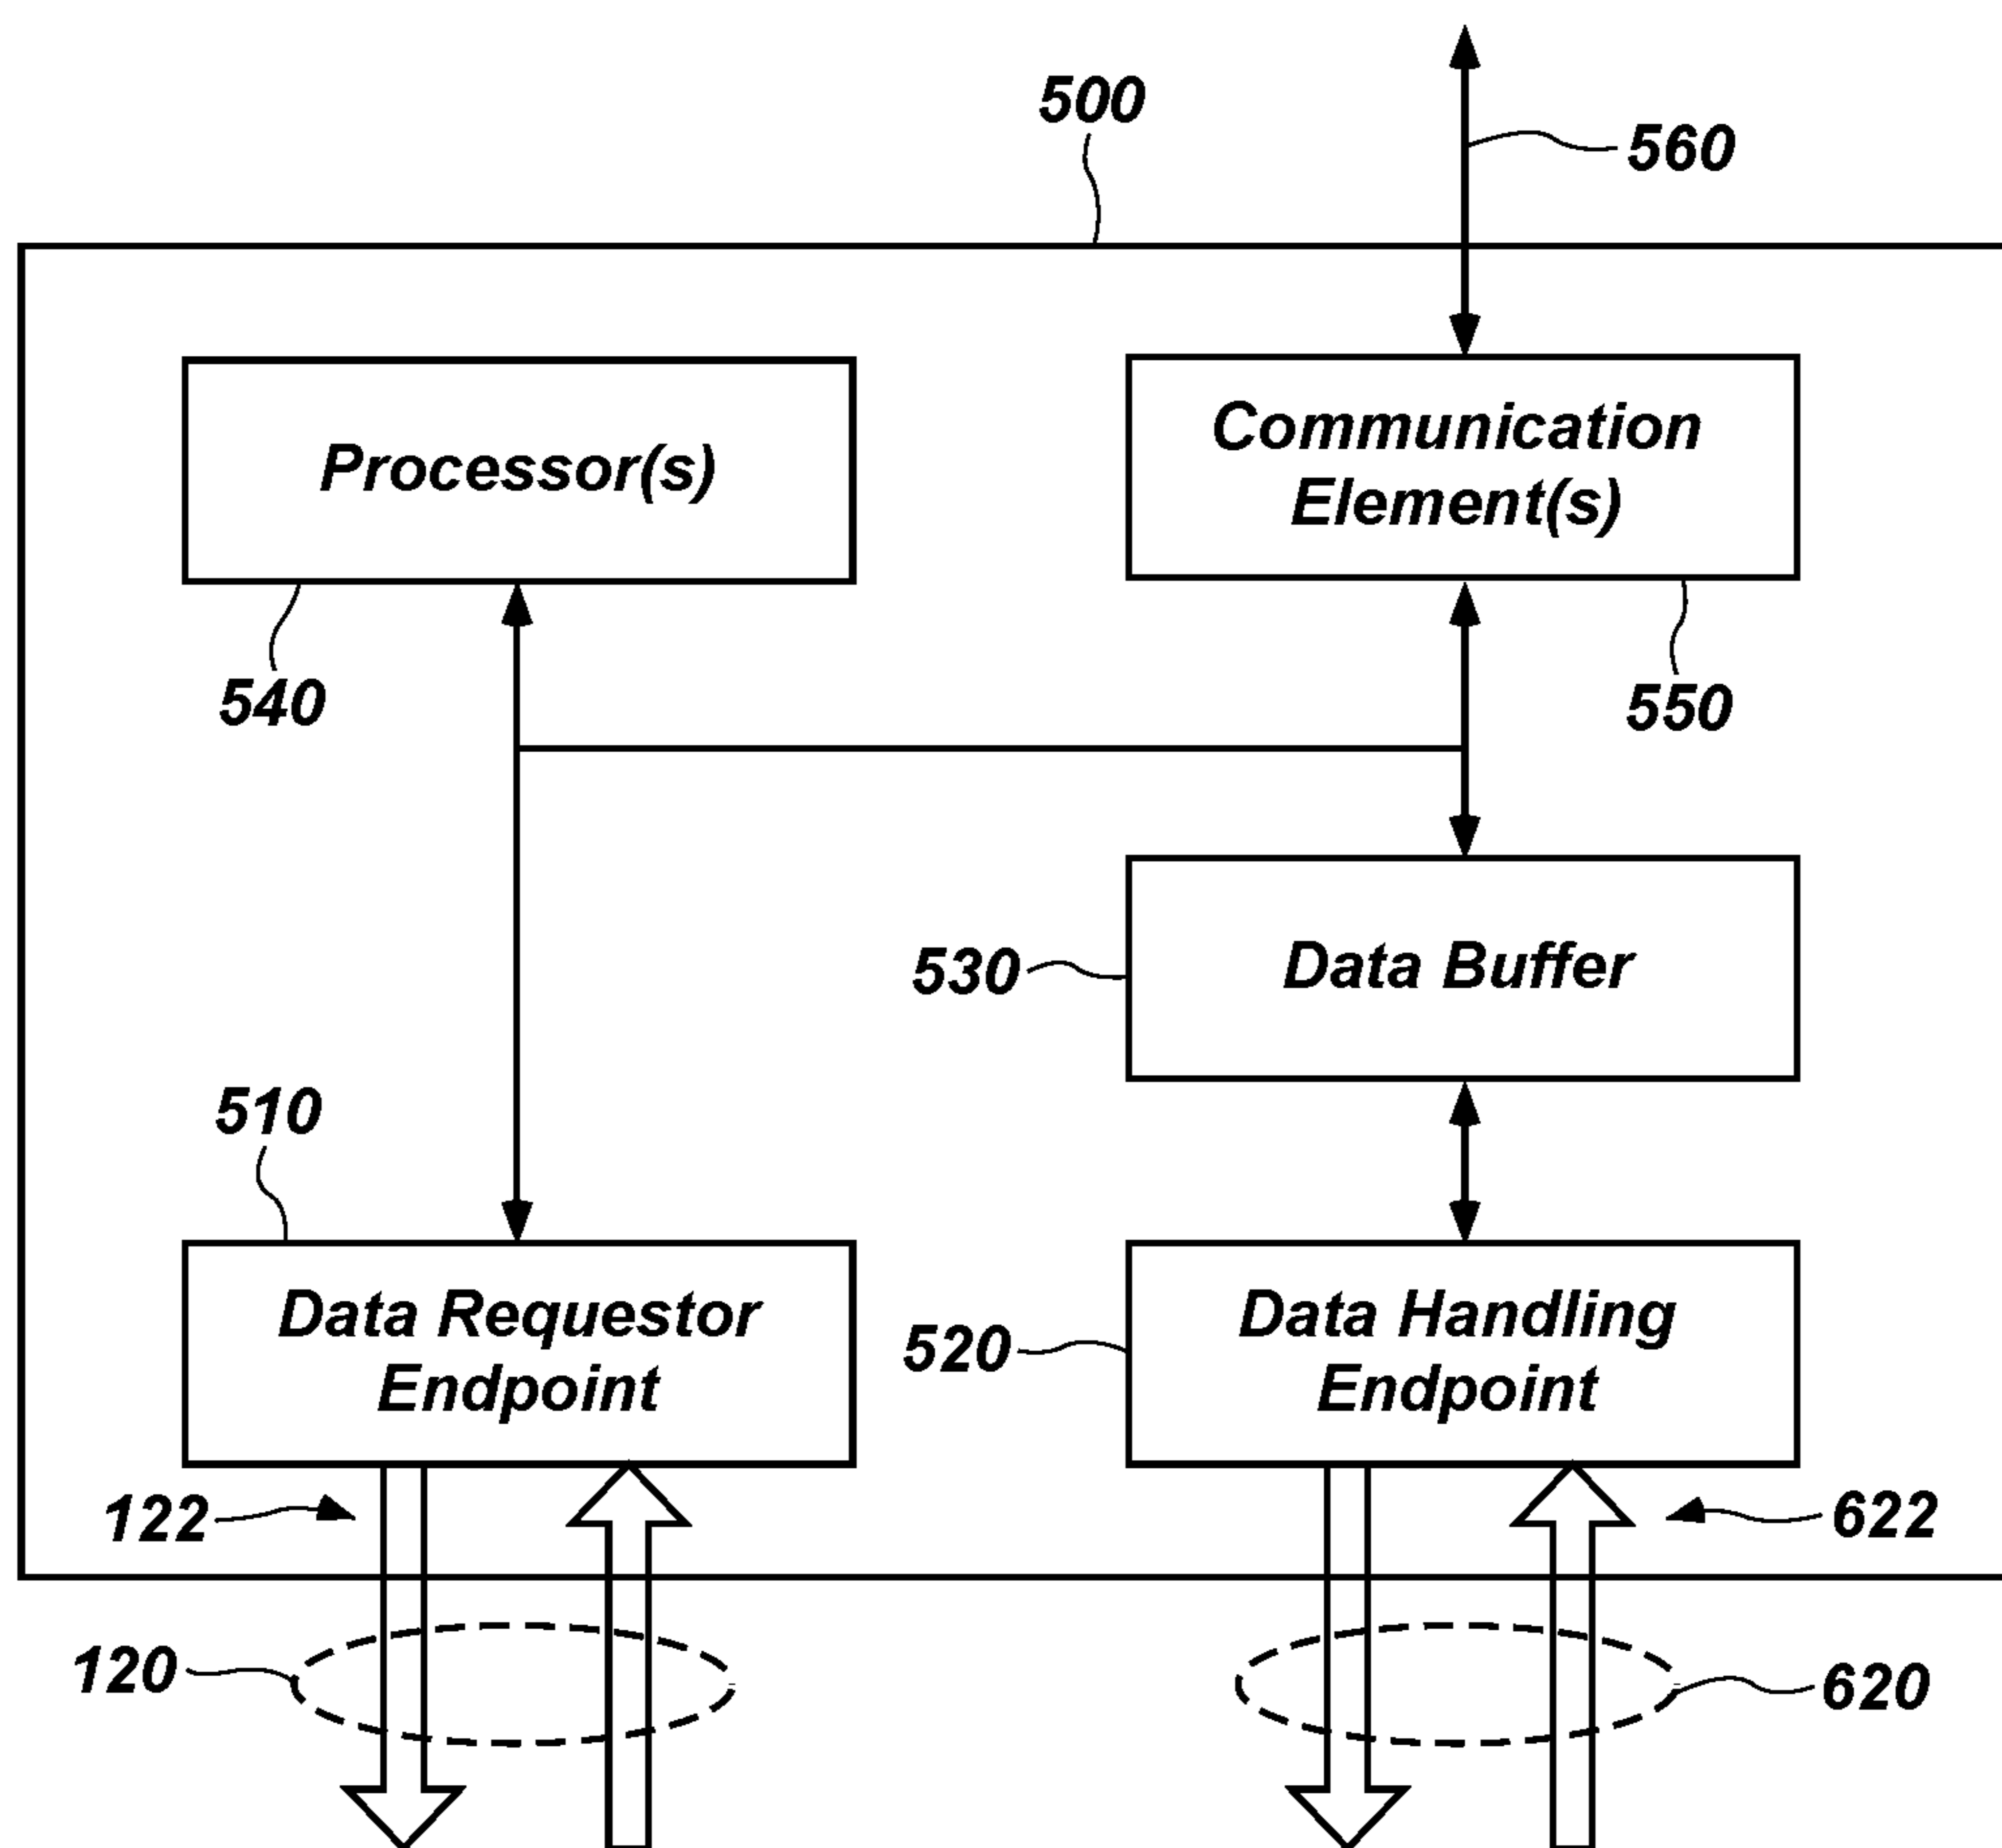 500
560
Processor(s)
Communication
Element(s)
540
550
530
Data Buffer
510
Data Requestor
Endpoint
520
Data Handling
Endpoint
122
622
120
620